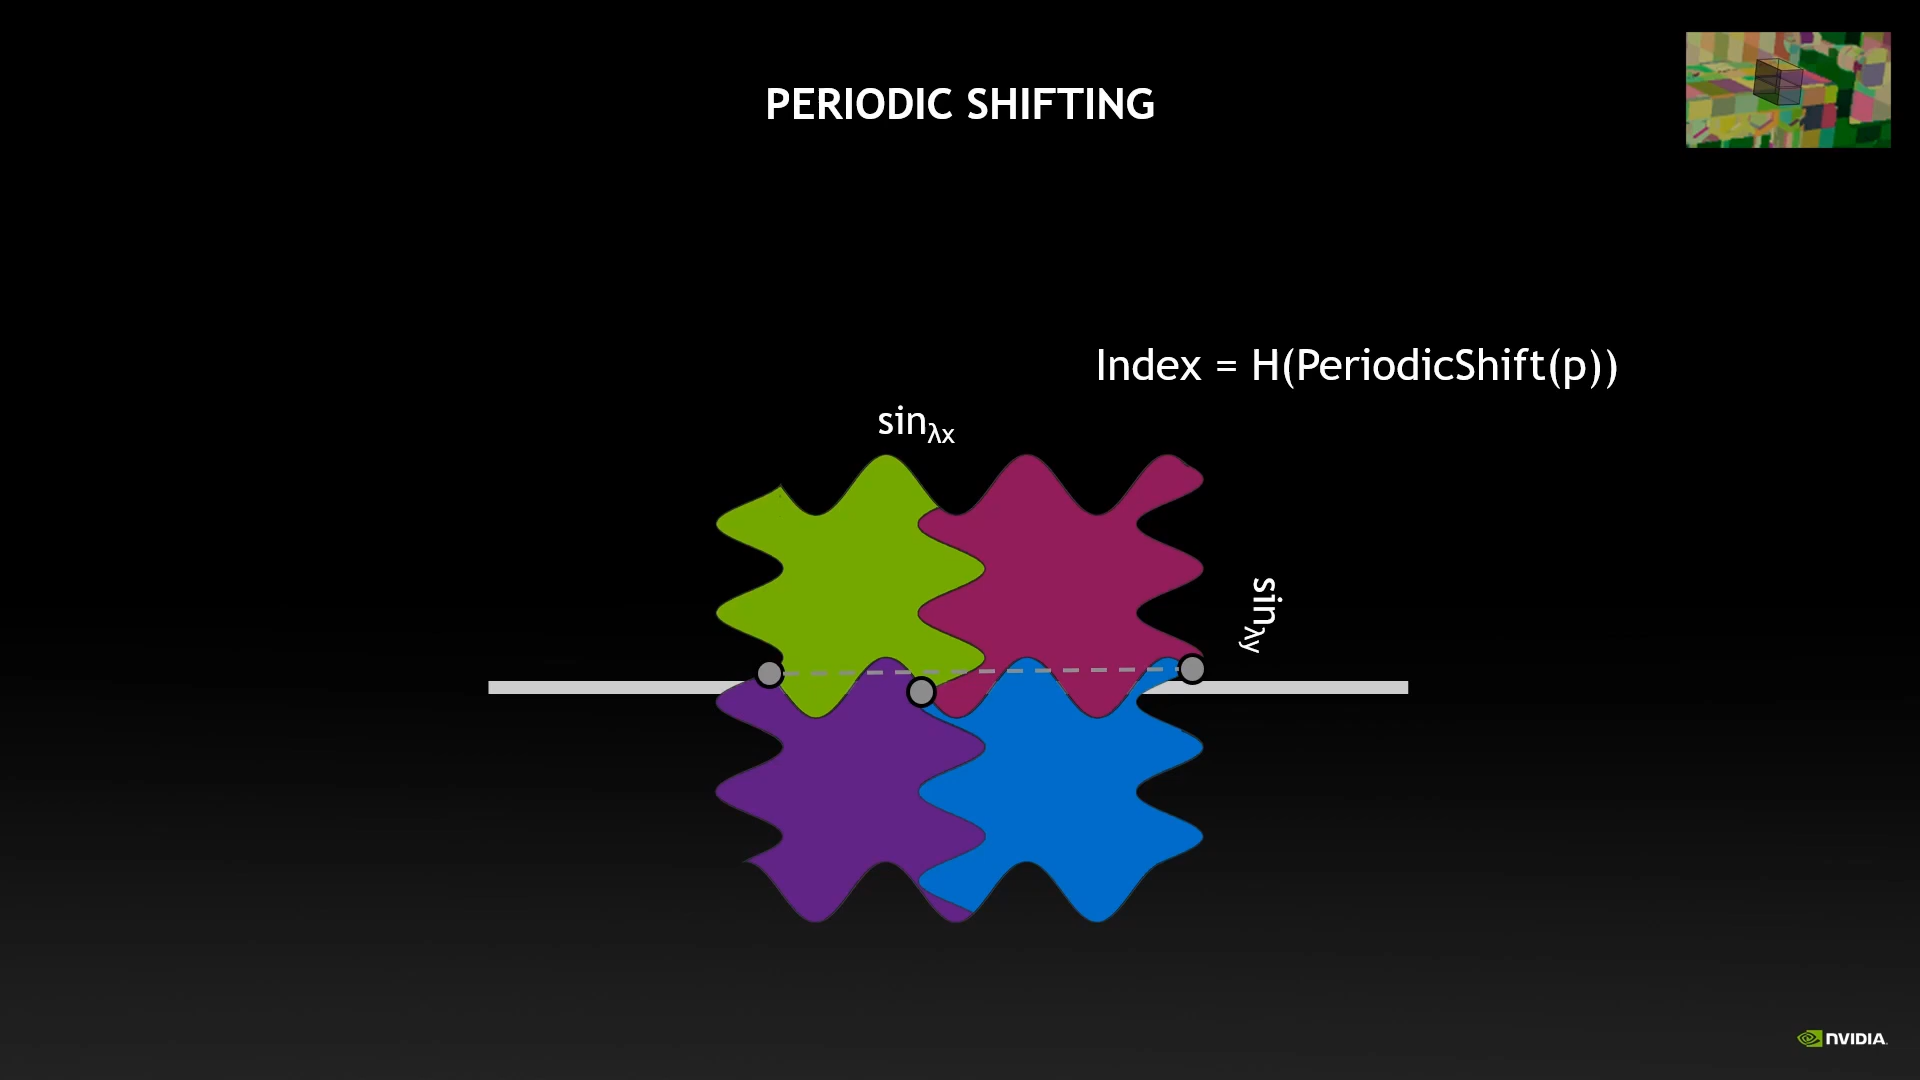 PERIODIC SHIFTING
Index = H(PeriodicShift(p))
sinλx
sinλy
NVIDIA